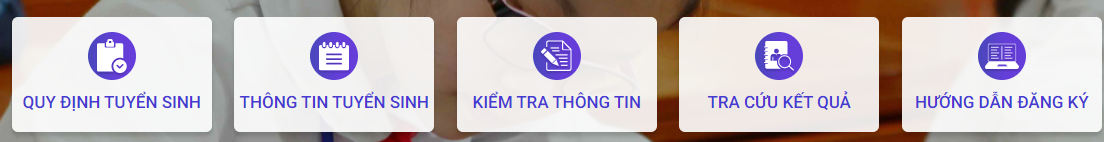 QUY ĐỊNH TUYỂN SINH
THÔNG TIN TUYỂN SINH
KIỂM TRA THÔNG TIN
TRA CỨU KẾT QUẢ
HƯỚNG DẪN ĐĂNG KÝ